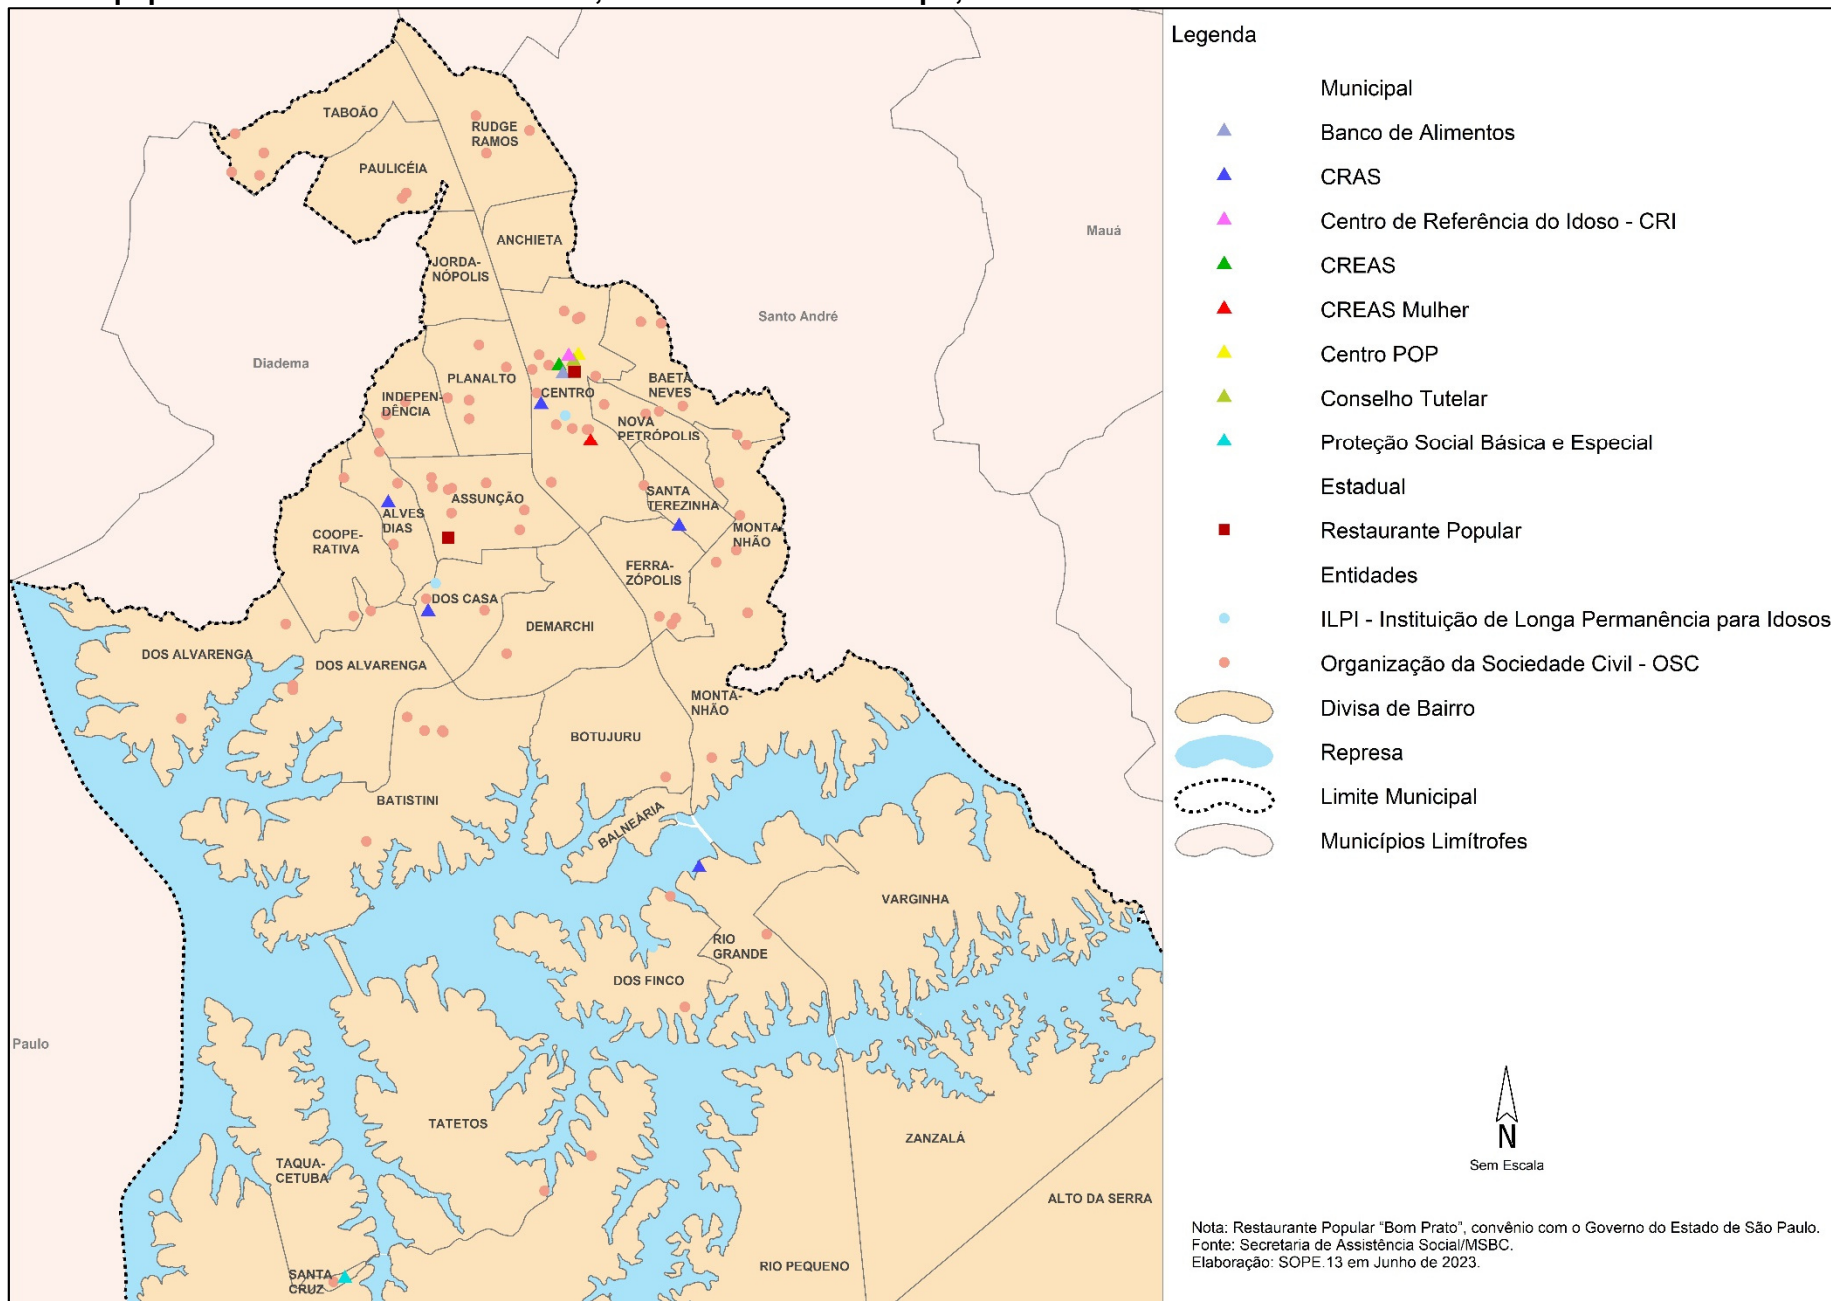 Legenda
Municipal
Banco de Alimentos
CRAS
Centro de Referência do Idoso - CRI
CREAS
CREAS Mulher
Centro POP
Conselho Tutelar
Proteção Social Básica e Especial
Estadual
Restaurante Popular
Entidades
ILPI - Instituição de Longa Permanência para Idosos
Organização da Sociedade Civil - OSC
Divisa de Bairro
Represa
Limite Municipal
Municípios Limítrofes
TABOÃO
RUDGE
RAMOS
PAULICÉIA
ANCHIETA
JORDA-
NÓPOLIS
Mauá
Santo André
Diadema
PLANALTO
INDEPEN-
DÊNCIA
CENTRO
BAETA
NEVES
NOVA
PETRÓPOLIS
ASSUNÇÃO
SANTA
TEREZINHA
ALVES
DIAS
COOPE-
RATIVA
MONTA-
NHÃO
FERRA-
ZÓPOLIS
DOS CASA
DEMARCHI
DOS ALVARENGA
DOS ALVARENGA
MONTA-
NHÃO
BOTUJURU
BATISTINI
BALNEÁRIA
VARGINHA
RIO
GRANDE
DOS FINCO
Paulo
TATETOS
ZANZALÁ
TAQUA-
CETUBA
ALTO DA SERRA
SANTA
CRUZ
RIO PEQUENO
N
Sem Escala
Nota: Restaurante Popular “Bom Prato”, convênio com o Governo do Estado de São Paulo.
Fonte: Secretaria de Assistência Social/MSBC.
Elaboração: SOPE.13 em Junho de 2023.